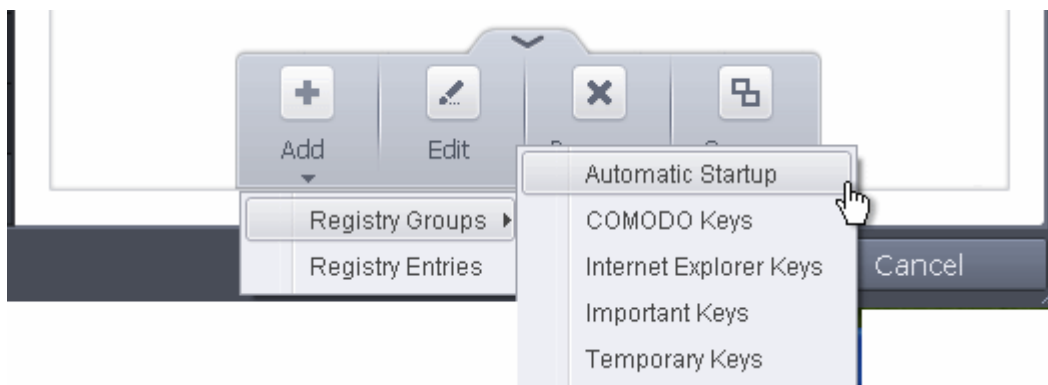 Add
Edit
Automatic Startup
Registry Groups
COMODO Keys
Registry Entries
Internet Explorer Keys
Cancel
Important Keys
Temporary Keys